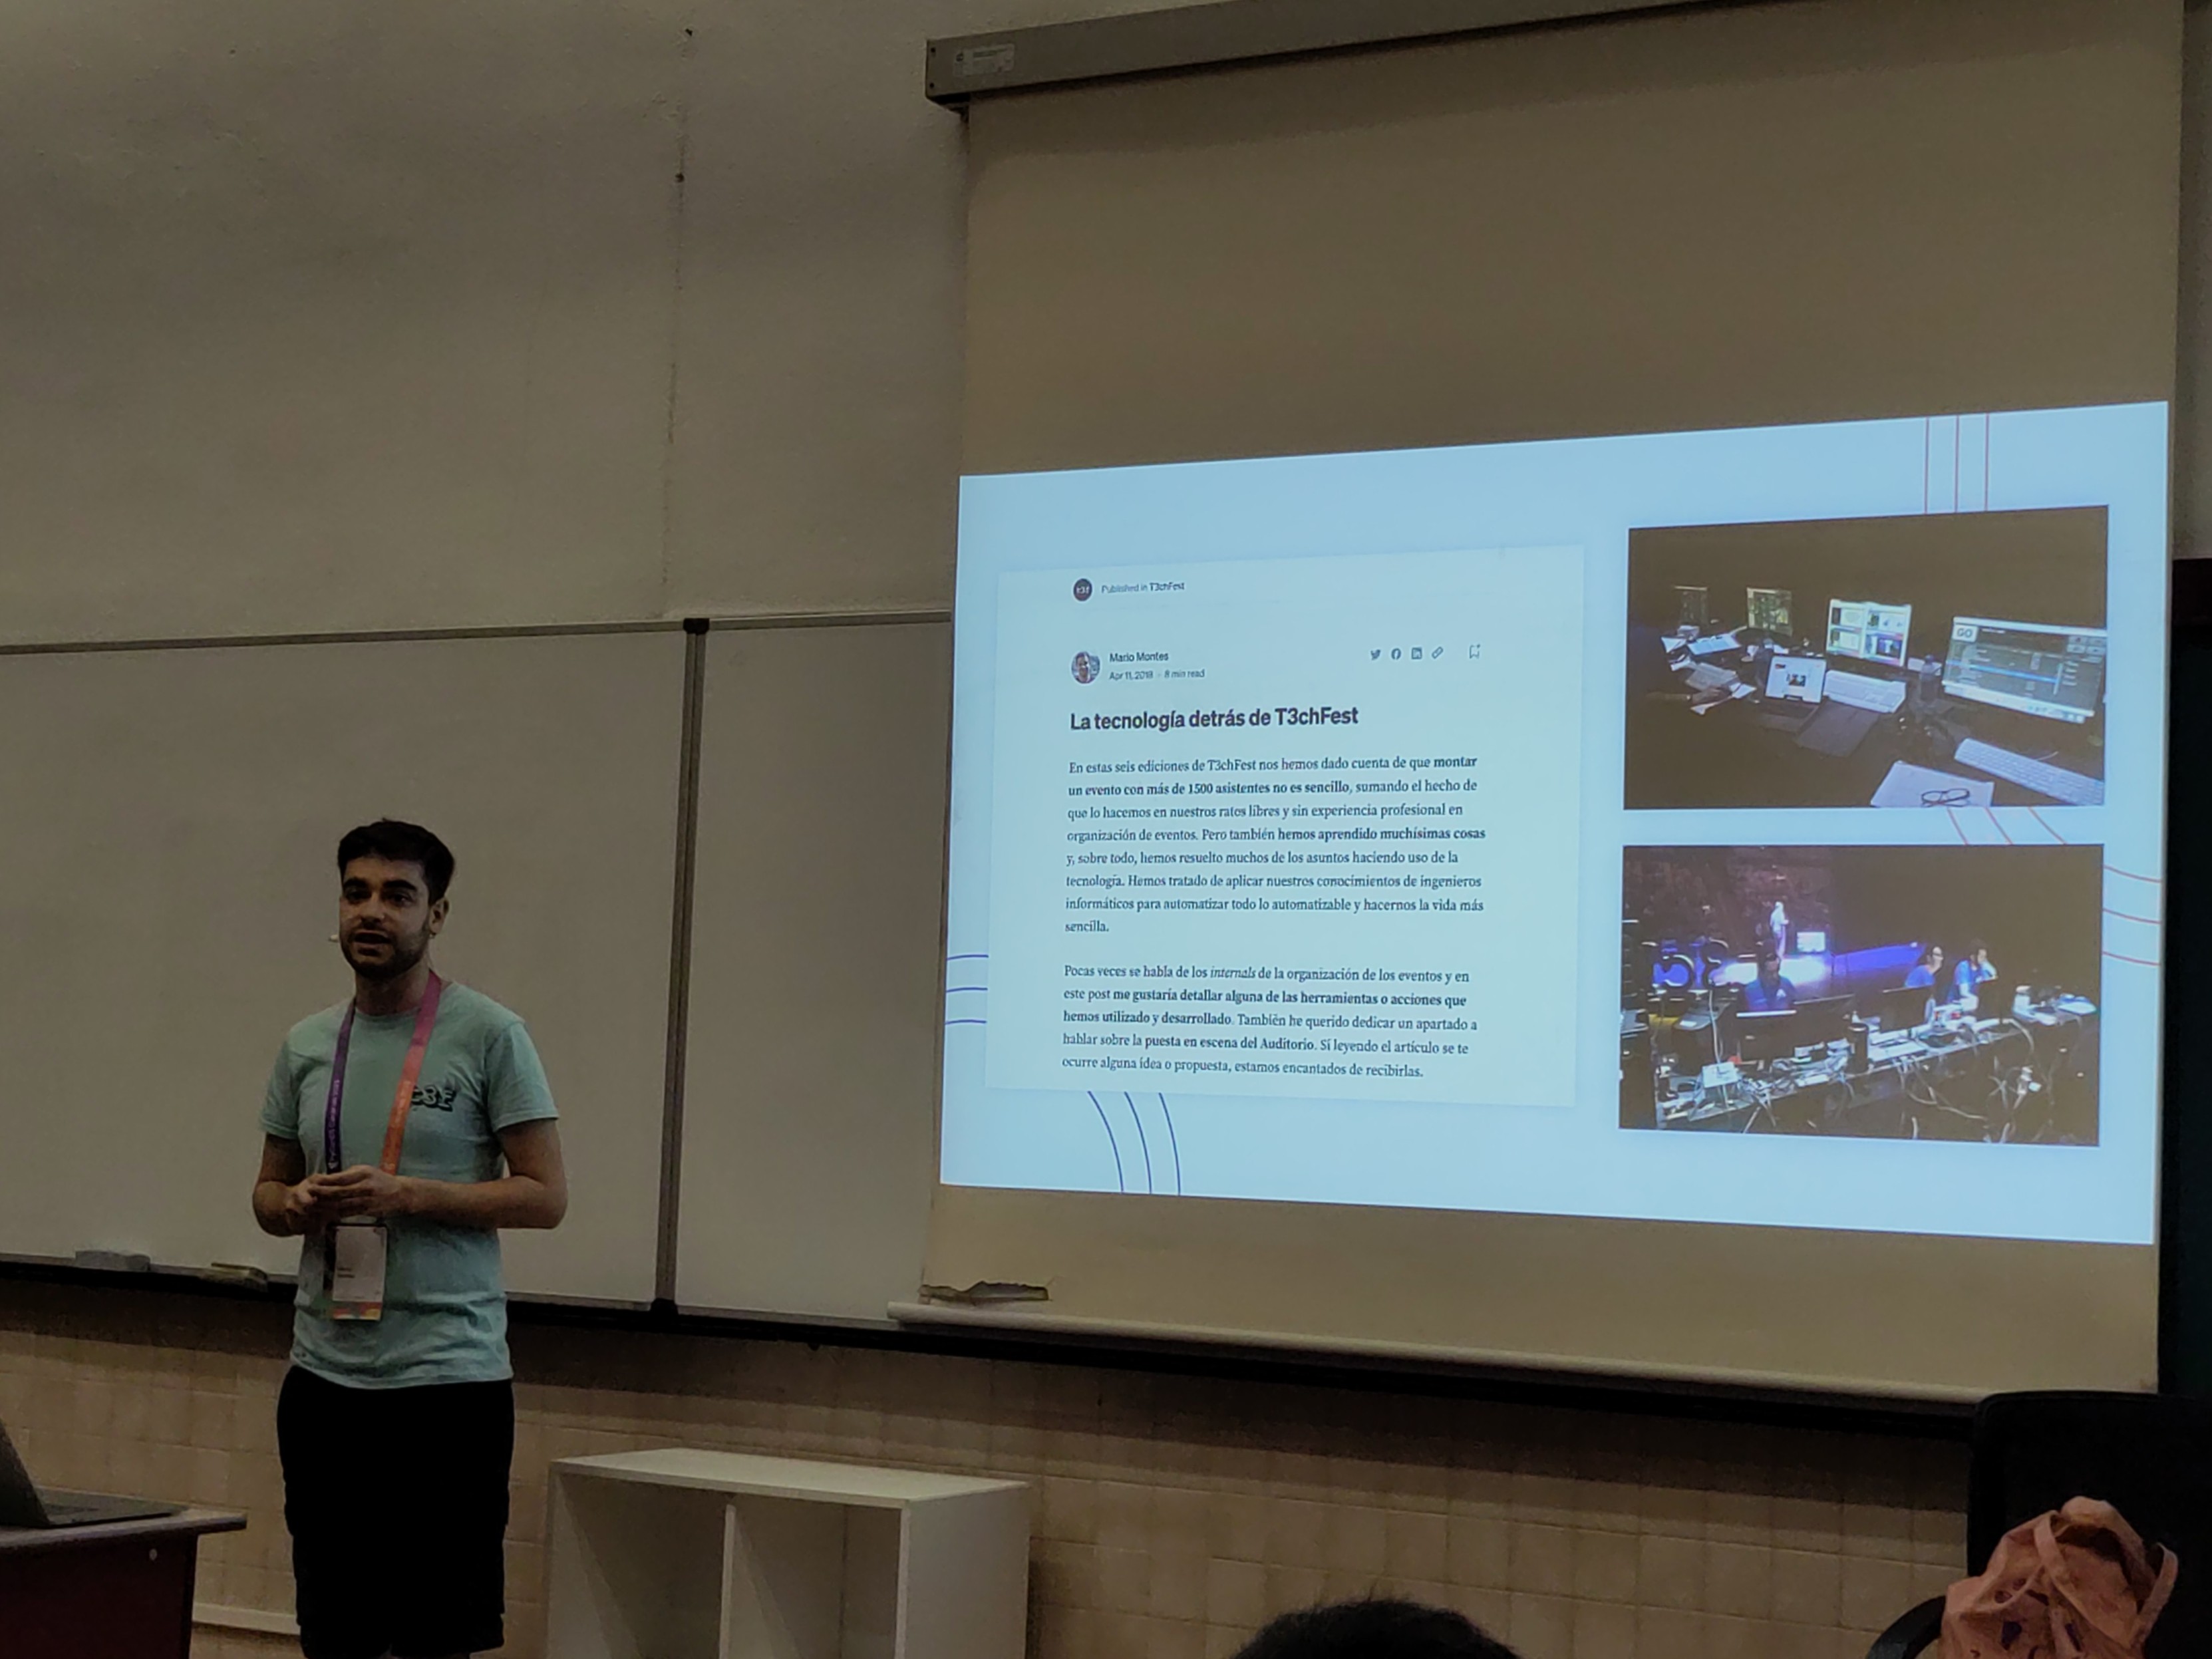 t3f
Published in T3chFest
Mario Montes
Apr 11, 2018 · 8 min read
La tecnología detrás de T3chFest
En estas seis ediciones de T3chFest nos hemos dado cuenta de que montar
un evento con más de 1500 asistentes no es sencillo, sumando el hecho de
que lo hacemos en nuestros ratos libres y sin experiencia profesional en
organización de eventos. Pero también hemos aprendido muchísimas cosas
y, sobre todo, hemos resuelto muchos de los asuntos haciendo uso de la
tecnología. Hemos tratado de aplicar nuestros conocimientos de ingenieros
informáticos para automatizar todo lo automatizable y hacernos la vida más
sencilla.
Pocas veces se habla de los internals de la organización de los eventos y en
este post me gustaría detallar alguna de las herramientas o acciones que
hemos utilizado y desarrollado. También he querido dedicar un apartado a
hablar sobre la puesta en escena del Auditorio. Si leyendo el artículo se te
ocurre alguna idea o propuesta, estamos encantados de recibirlas.
GO
t3f